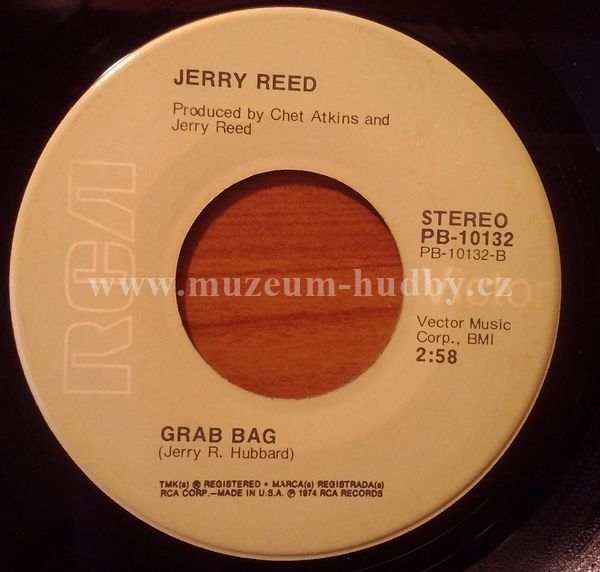 JERRY REED
Produced by Chet Atkins and
Jerry Reed
RCA
STEREO
PB-10132
PB-10132-B
www.muzeum-hudby.cz
Victor
Vector Music
Corp., BMI
2:58
GRAB BAG
(Jerry R. Hubbard)
TMK(s) ® REGISTERED • MARCA(s) REGISTRADA(s)
RCA CORP.—MADE IN U.S.A. ℗ 1974 RCA RECORDS